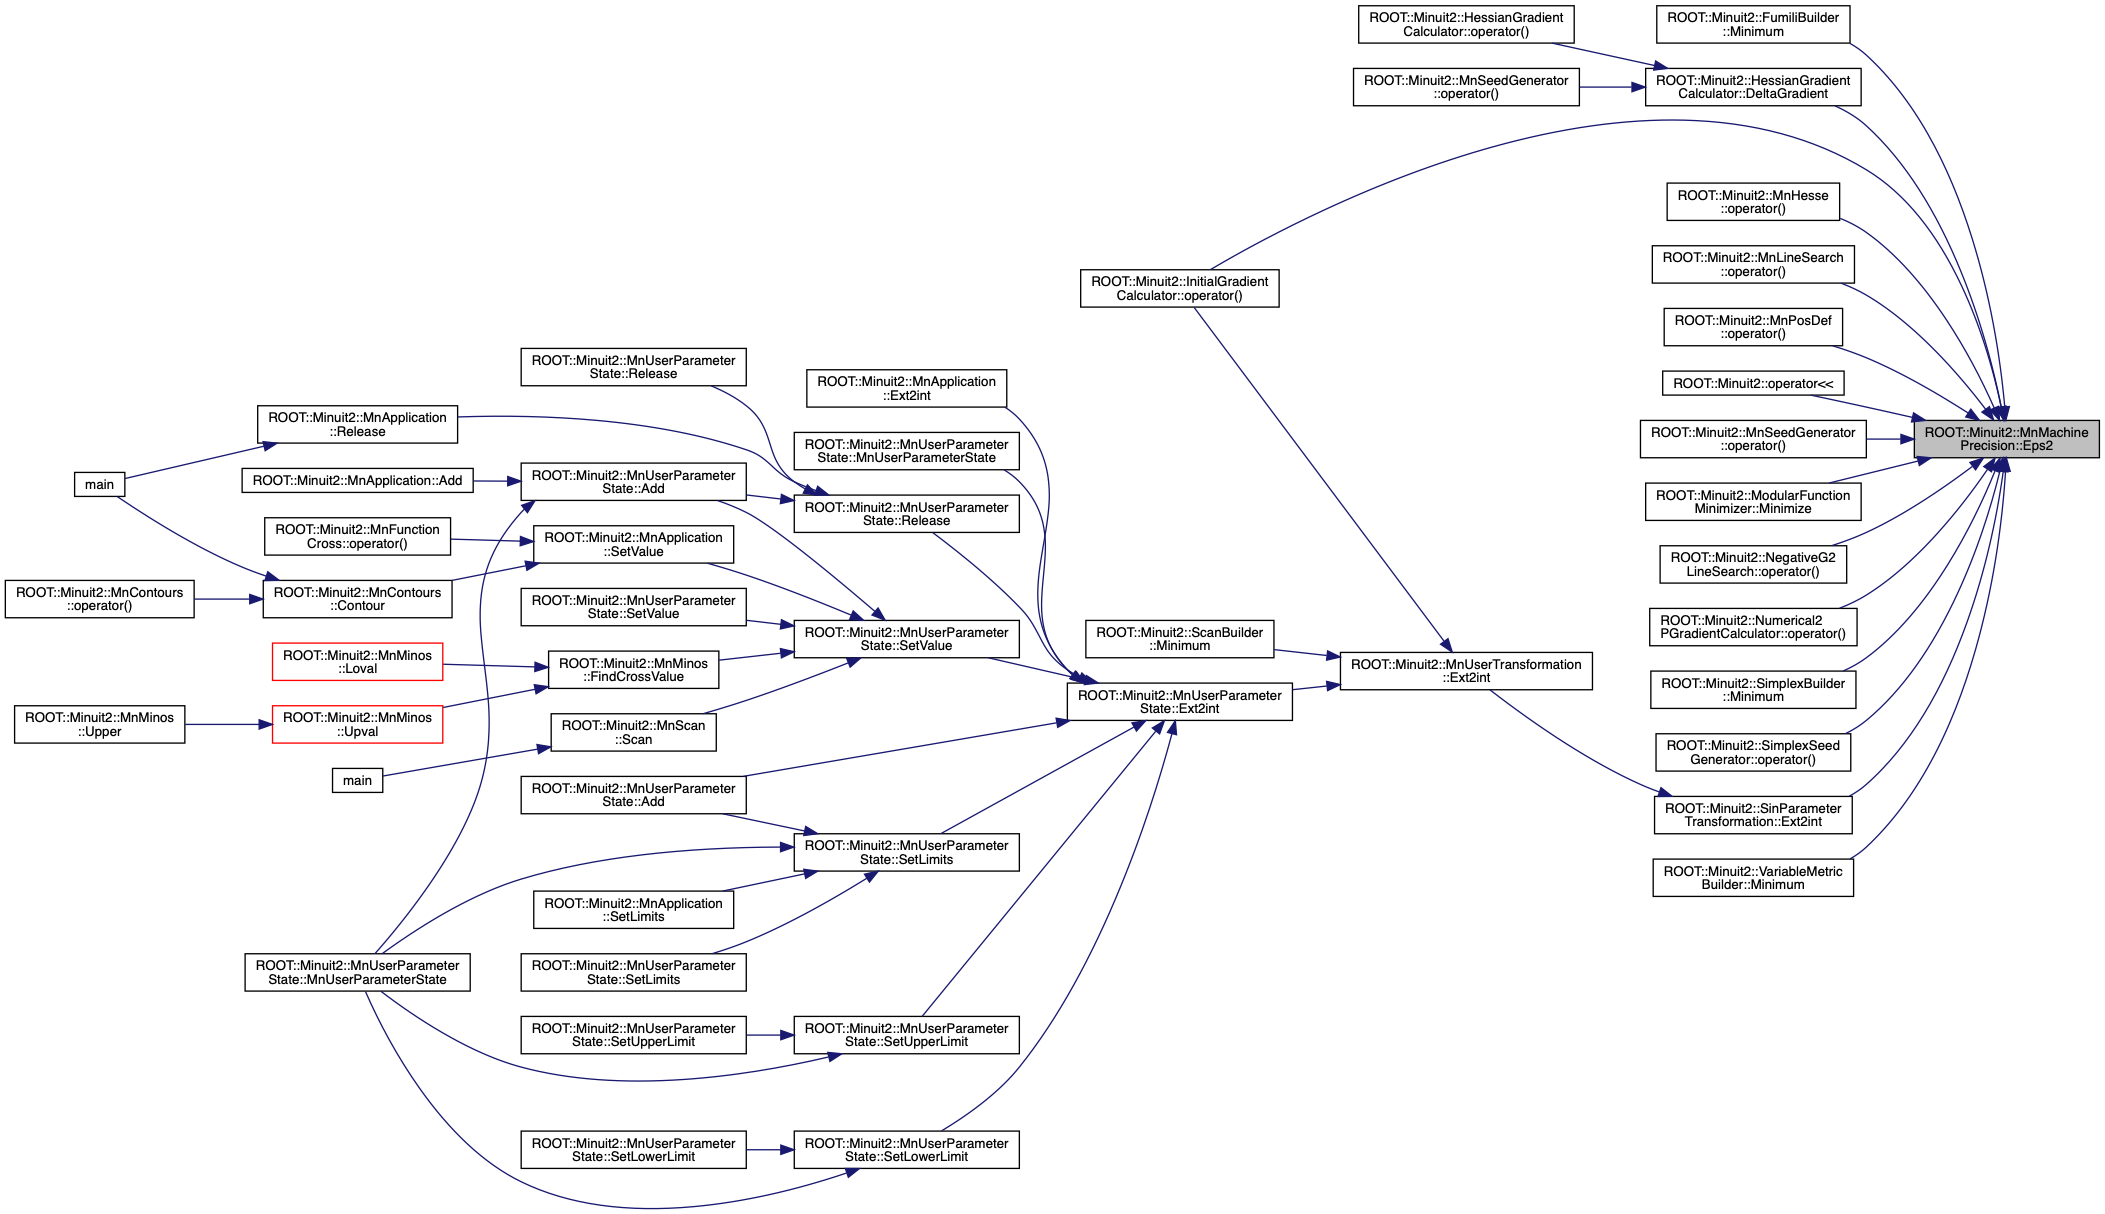 ROOT::Minuit2::HessianGradient
Calculator::operator()
ROOT::Minuit2::FumiliBuilder
::Minimum
ROOT::Minuit2::MnSeedGenerator
::operator()
ROOT::Minuit2::HessianGradient
Calculator::DeltaGradient
ROOT::Minuit2::MnHesse
::operator()
ROOT::Minuit2::MnLineSearch
::operator()
ROOT::Minuit2::InitialGradient
Calculator::operator()
ROOT::Minuit2::MnPosDef
::operator()
ROOT::Minuit2::MnUserParameter
State::Release
ROOT::Minuit2::MnApplication
::Ext2int
ROOT::Minuit2::operator<<
ROOT::Minuit2::MnApplication
::Release
ROOT::Minuit2::MnUserParameter
State::MnUserParameterState
ROOT::Minuit2::MnSeedGenerator
::operator()
ROOT::Minuit2::MnMachine
Precision::Eps2
main
ROOT::Minuit2::MnApplication::Add
ROOT::Minuit2::MnUserParameter
State::Add
ROOT::Minuit2::MnUserParameter
State::Release
ROOT::Minuit2::ModularFunction
Minimizer::Minimize
ROOT::Minuit2::MnFunction
Cross::operator()
ROOT::Minuit2::MnApplication
::SetValue
ROOT::Minuit2::NegativeG2
LineSearch::operator()
ROOT::Minuit2::MnContours
::operator()
ROOT::Minuit2::MnContours
::Contour
ROOT::Minuit2::MnUserParameter
State::SetValue
ROOT::Minuit2::MnUserParameter
State::SetValue
ROOT::Minuit2::ScanBuilder
::Minimum
ROOT::Minuit2::Numerical2
PGradientCalculator::operator()
ROOT::Minuit2::MnMinos
::Loval
ROOT::Minuit2::MnMinos
::FindCrossValue
ROOT::Minuit2::MnUserTransformation
::Ext2int
ROOT::Minuit2::SimplexBuilder
::Minimum
ROOT::Minuit2::MnUserParameter
State::Ext2int
ROOT::Minuit2::MnMinos
::Upper
ROOT::Minuit2::MnMinos
::Upval
ROOT::Minuit2::MnScan
::Scan
ROOT::Minuit2::SimplexSeed
Generator::operator()
main
ROOT::Minuit2::MnUserParameter
State::Add
ROOT::Minuit2::SinParameter
Transformation::Ext2int
ROOT::Minuit2::MnUserParameter
State::SetLimits
ROOT::Minuit2::VariableMetric
Builder::Minimum
ROOT::Minuit2::MnApplication
::SetLimits
ROOT::Minuit2::MnUserParameter
State::MnUserParameterState
ROOT::Minuit2::MnUserParameter
State::SetLimits
ROOT::Minuit2::MnUserParameter
State::SetUpperLimit
ROOT::Minuit2::MnUserParameter
State::SetUpperLimit
ROOT::Minuit2::MnUserParameter
State::SetLowerLimit
ROOT::Minuit2::MnUserParameter
State::SetLowerLimit